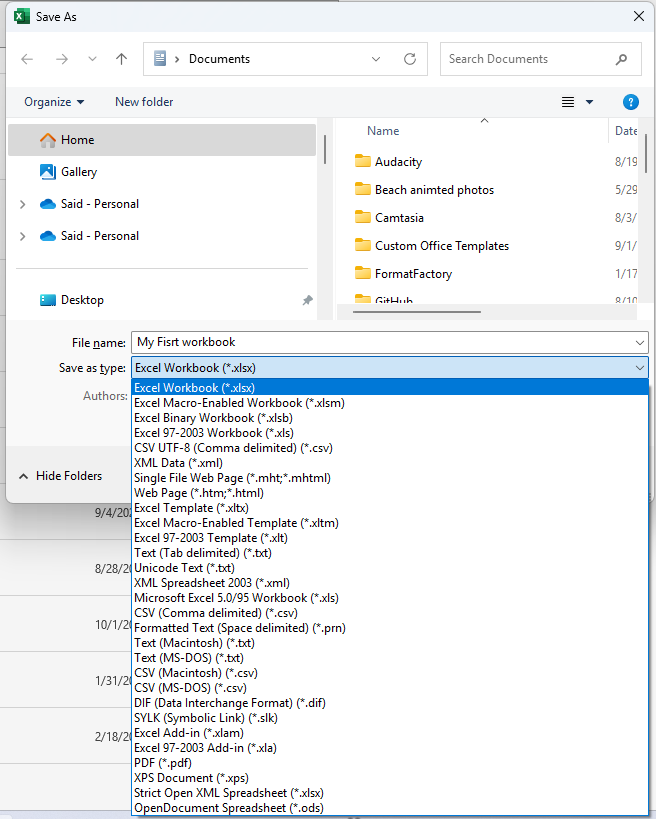 Save As
Documents
Search Documents
Organize
New folder
Home
Gallery
Said - Personal
Said - Personal
Desktop
Name
Date
Audacity
8/19
Beach animted photos
5/29
Camtasia
8/3/
Custom Office Templates
9/1/
FormatFactory
1/17
GitHub
8/10
File name: My Fisrt workbook
Save as type: Excel Workbook (*.xlsx)
Authors:
Excel Workbook (*.xlsx)
Excel Macro-Enabled Workbook (*.xlsm)
Excel Binary Workbook (*.xlsb)
Excel 97-2003 Workbook (*.xls)
CSV UTF-8 (Comma delimited) (*.csv)
XML Data (*.xml)
Single File Web Page (*.mht;*.mhtml)
Web Page (*.htm;*.html)
Excel Template (*.xltx)
Excel Macro-Enabled Template (*.xltm)
Excel 97-2003 Template (*.xlt)
Text (Tab delimited) (*.txt)
Unicode Text (*.txt)
XML Spreadsheet 2003 (*.xml)
Microsoft Excel 5.0/95 Workbook (*.xls)
CSV (Comma delimited) (*.csv)
Formatted Text (Space delimited) (*.prn)
Text (Macintosh) (*.txt)
Text (MS-DOS) (*.txt)
CSV (Macintosh) (*.csv)
CSV (MS-DOS) (*.csv)
DIF (Data Interchange Format) (*.dif)
SYLK (Symbolic Link) (*.slk)
Excel Add-in (*.xlam)
Excel 97-2003 Add-in (*.xla)
PDF (*.pdf)
XPS Document (*.xps)
Strict Open XML Spreadsheet (*.xlsx)
OpenDocument Spreadsheet (*.ods)
Hide Folders
9/4/20
8/28/20
10/1/20
1/31/20
2/18/20